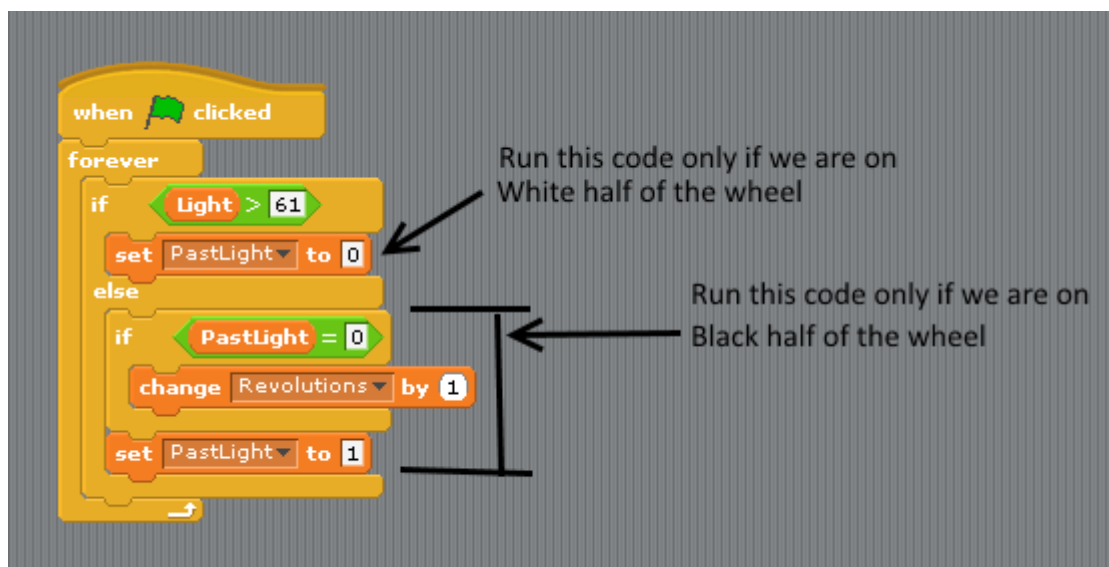 when clicked
forever
Run this code only if we are on
White half of the wheel
if Light > 61
set PastLight to 0
else
Run this code only if we are on
Black half of the wheel
if PastLight = 0
change Revolutions by 1
set PastLight to 1